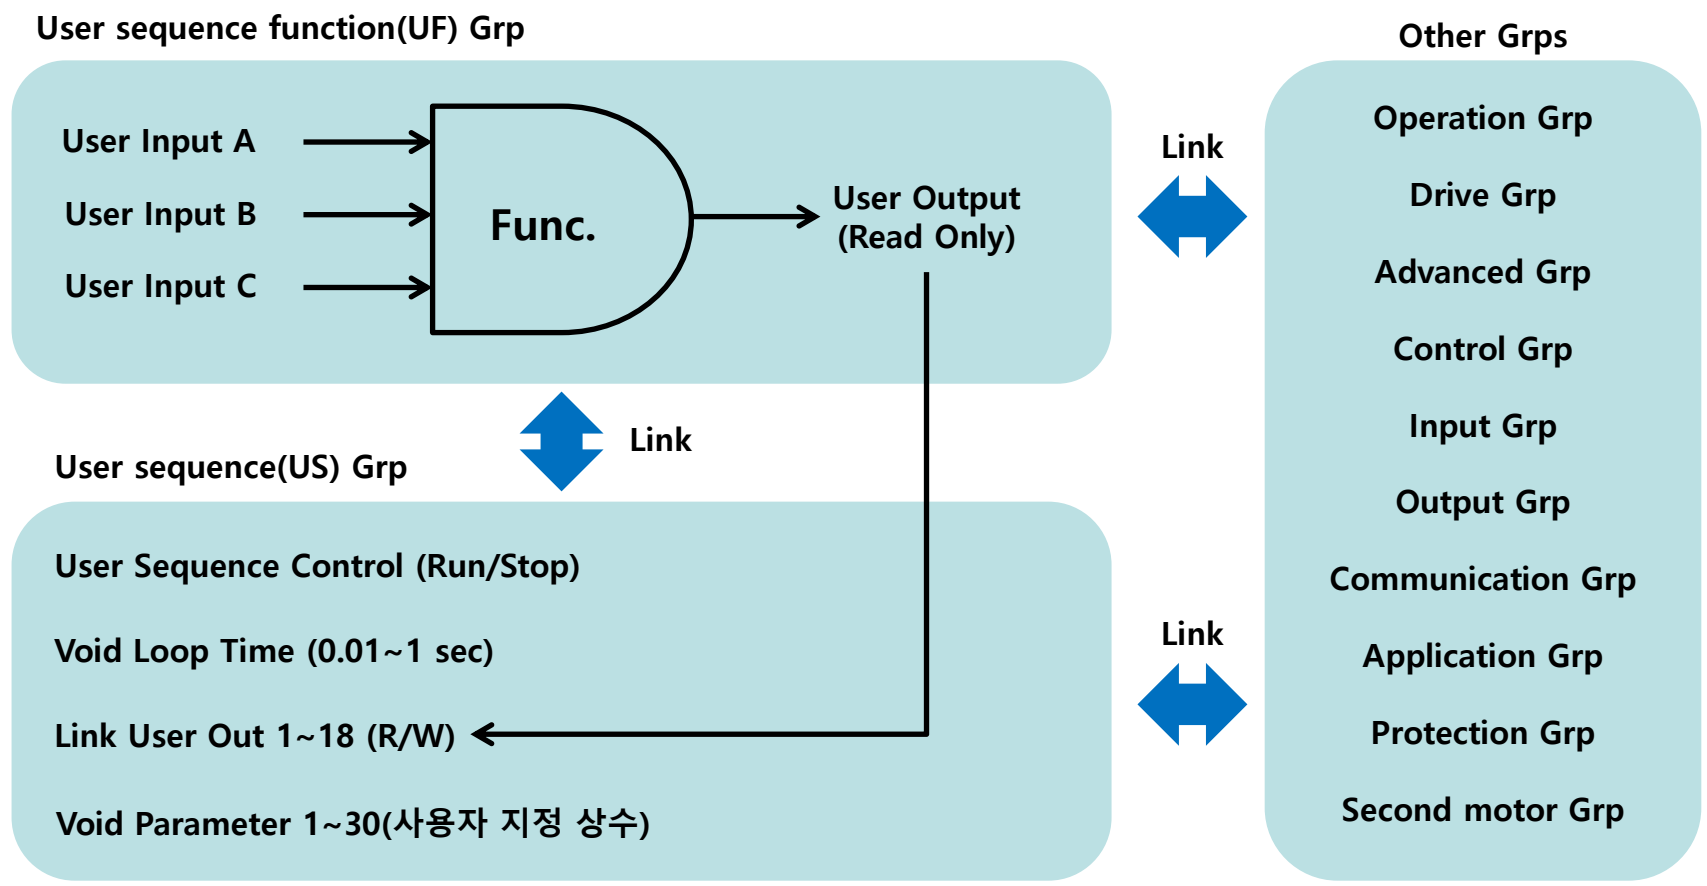 User sequence function(UF) Grp
User Input A
User Input B
User Input C
Func.
User Output
(Read Only)
Link
Link
User sequence(US) Grp
User Sequence Control (Run/Stop)
Void Loop Time (0.01~1 sec)
Link User Out 1~18 (R/W)
Void Parameter 1~30(사용자 지정 상수)
Link
Other Grps
Operation Grp
Drive Grp
Advanced Grp
Control Grp
Input Grp
Output Grp
Communication Grp
Application Grp
Protection Grp
Second motor Grp